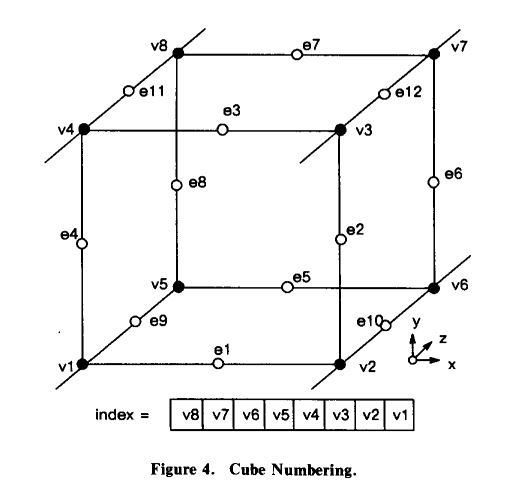 v8 e7 v7
e11 e12
v4 e3 v3
e8 e6
e4 e2
v5 e5 v6
e9 e10
y
z
v1 e1 v2 x
index = v8 v7 v6 v5 v4 v3 v2 v1
Figure 4. Cube Numbering.